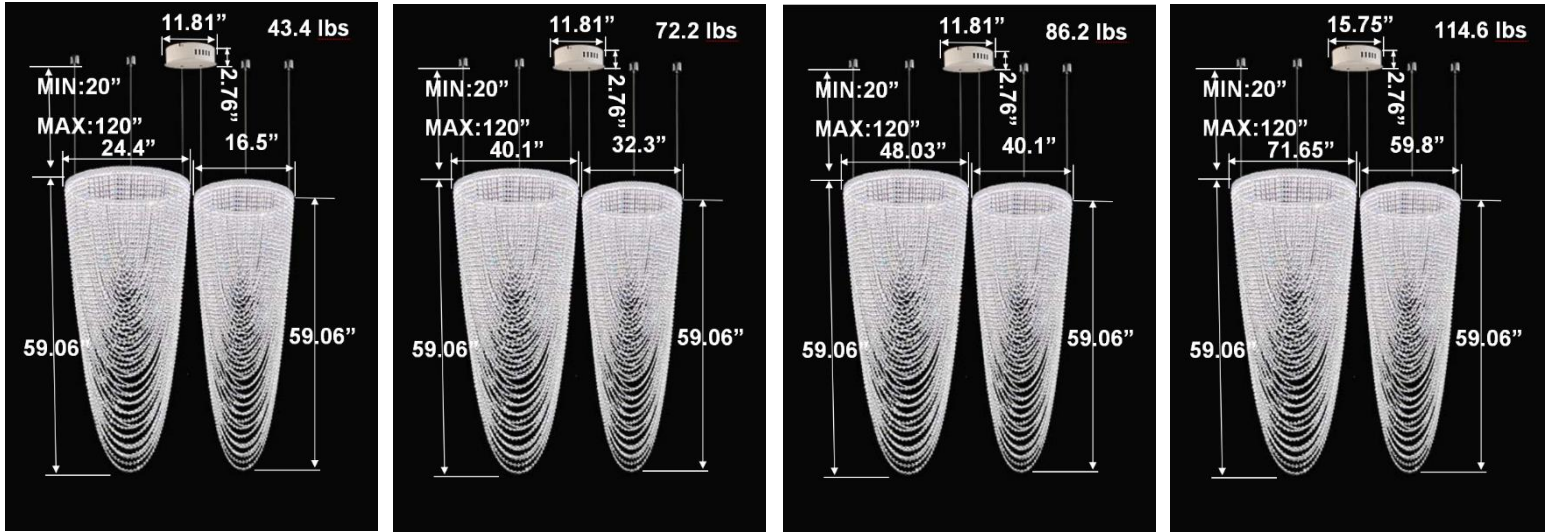 11.81”
43.4 lbs
2.76”
MIN:20”
MAX:120”
24.4”
16.5”
59.06”
59.06”
11.81”
72.2 lbs
2.76”
MIN:20”
MAX:120”
40.1”
32.3”
59.06”
59.06”
11.81”
86.2 lbs
2.76”
MIN:20”
MAX:120”
48.03”
40.1”
59.06”
59.06”
15.75”
114.6 lbs
2.76”
MIN:20”
MAX:120”
71.65”
59.8”
59.06”
59.06”